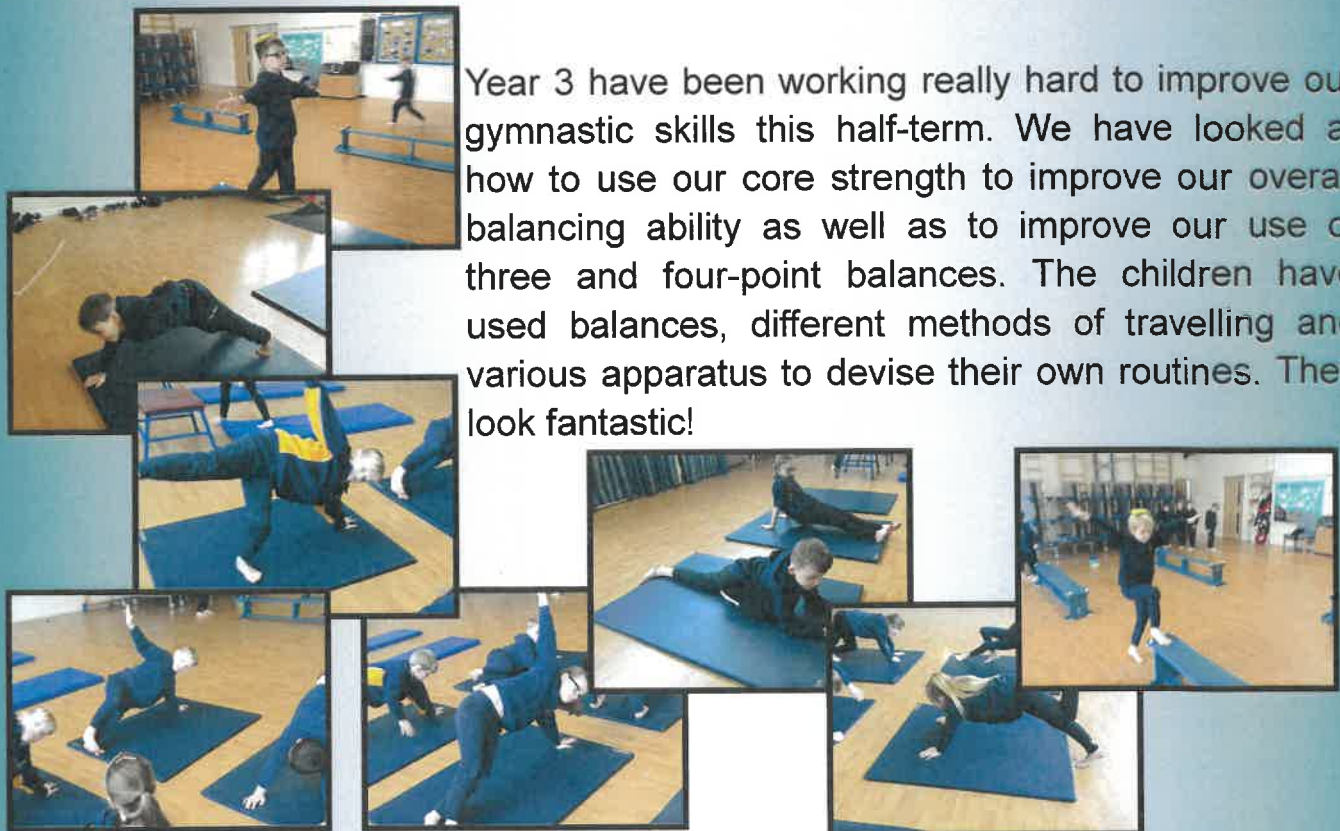 Year 3 have been working really hard to improve ou
gymnastic skills this half-term. We have looked a
how to use our core strength to improve our overa
balancing ability as well as to improve our use o
three and four-point balances. The children have
used balances, different methods of travelling an
various apparatus to devise their own routines. The
look fantastic!